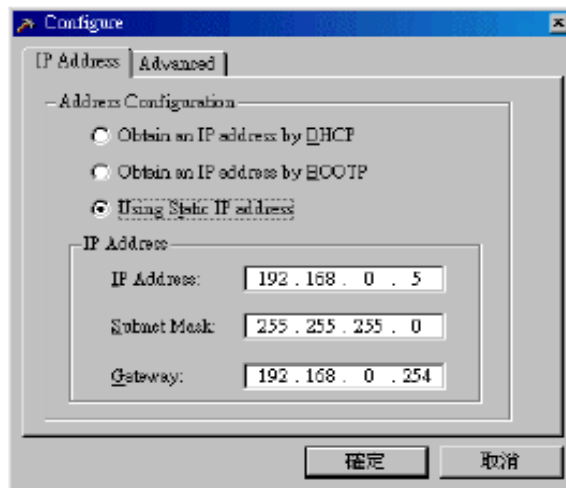 Configure
IP Address Advanced
Address Configuration
Obtain an IP address by DHCP
Obtain an IP address by BOOTP
Using Static IP address
IP Address
IP Address: 192 . 168 . 0 . 5
Subnet Mask: 255 . 255 . 255 . 0
Gateway: 192 . 168 . 0 . 254
確定 取消